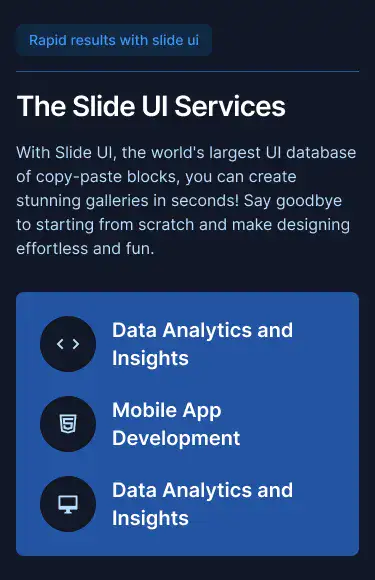 Rapid results with slide ui
The Slide UI Services
With Slide UI, the world's largest UI database
of copy-paste blocks, you can create
stunning galleries in seconds! Say goodbye
to starting from scratch and make designing
effortless and fun.
Data Analytics and
Insights
Mobile App
Development
Data Analytics and
Insights